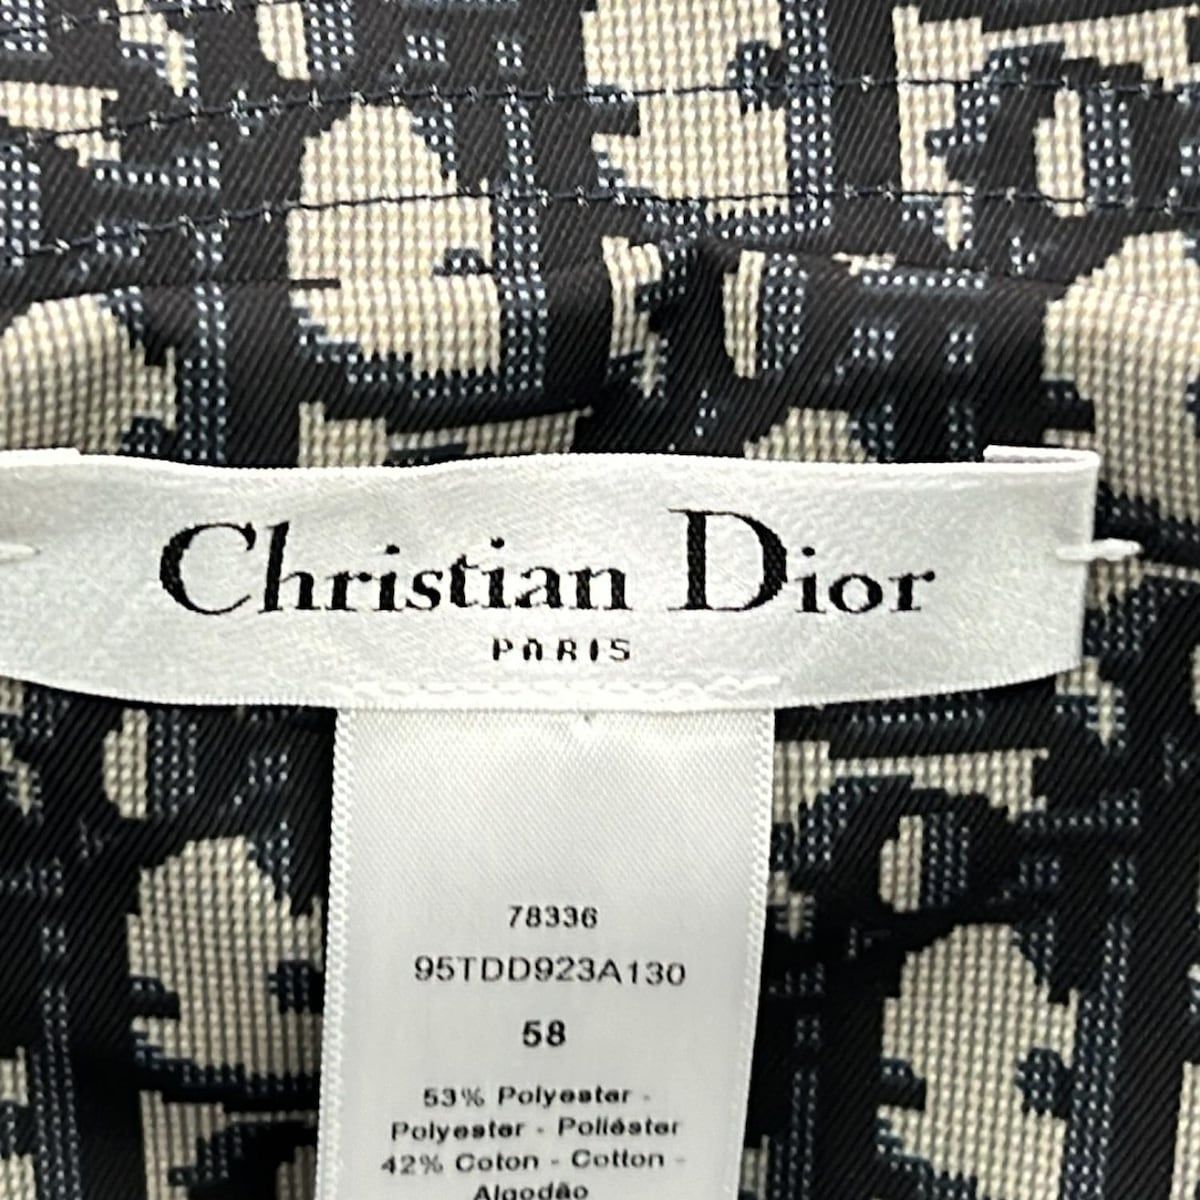 Christian Dior
PARIS
78336
95TDD923A130
58
53% Polyester -
Polyester - Poliéster
42% Coton - Cotton -
Algodão